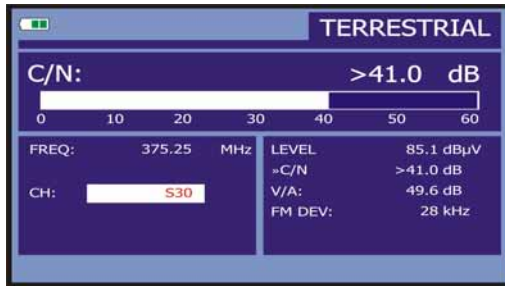 TERRESTRIAL
C/N: >41.0 dB
0 10 20 30 40 50 60
FREQ: 375.25 MHz
CH: S30
LEVEL 85.1 dBµV
»C/N >41.0 dB
V/A: 49.6 dB
FM DEV: 28 kHz